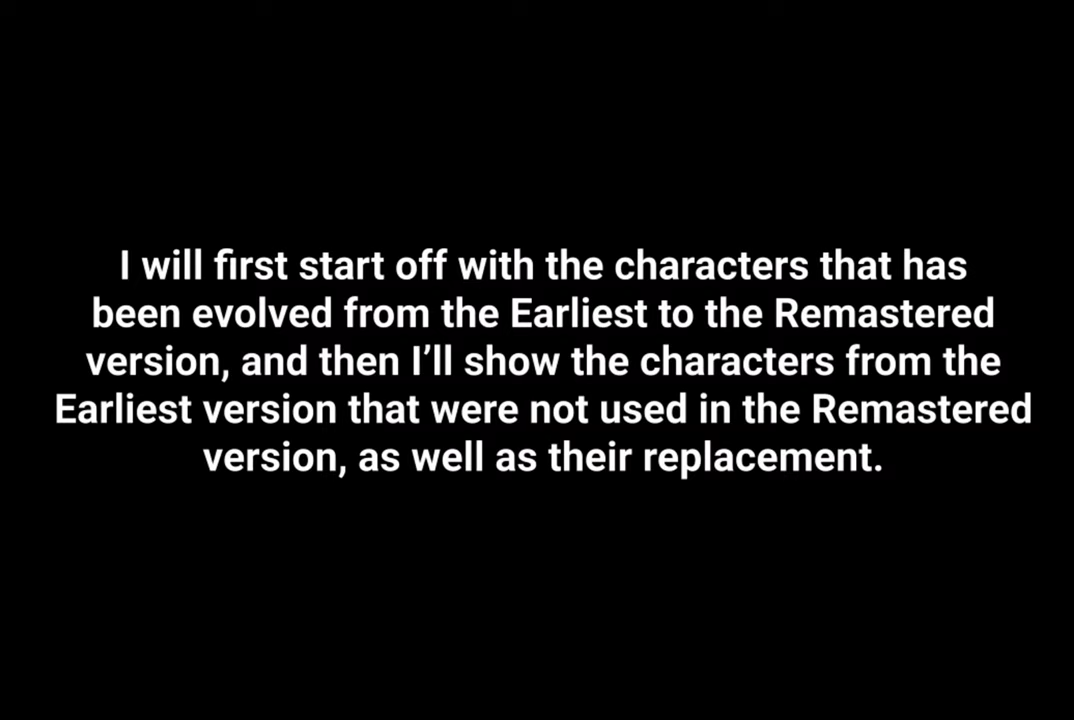 I will first start off with the characters that has
been evolved from the Earliest to the Remastered
version, and then I’ll show the characters from the
Earliest version that were not used in the Remastered
version, as well as their replacement.